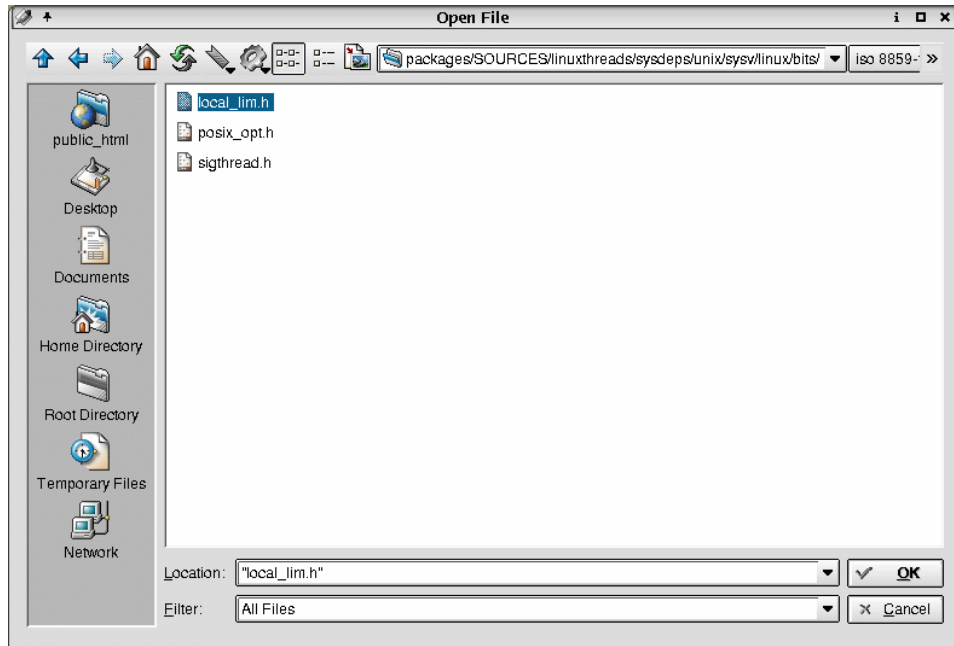 Open File
packages/SOURCES/linuxthreads/sysdeps/unix/sysv/linux/bits/
iso 8859-
public_html
Desktop
Documents
Home Directory
Root Directory
Temporary Files
Network
local_lim.h
posix_opt.h
sigthread.h
Location: "local_lim.h"
OK
Filter: All Files
Cancel